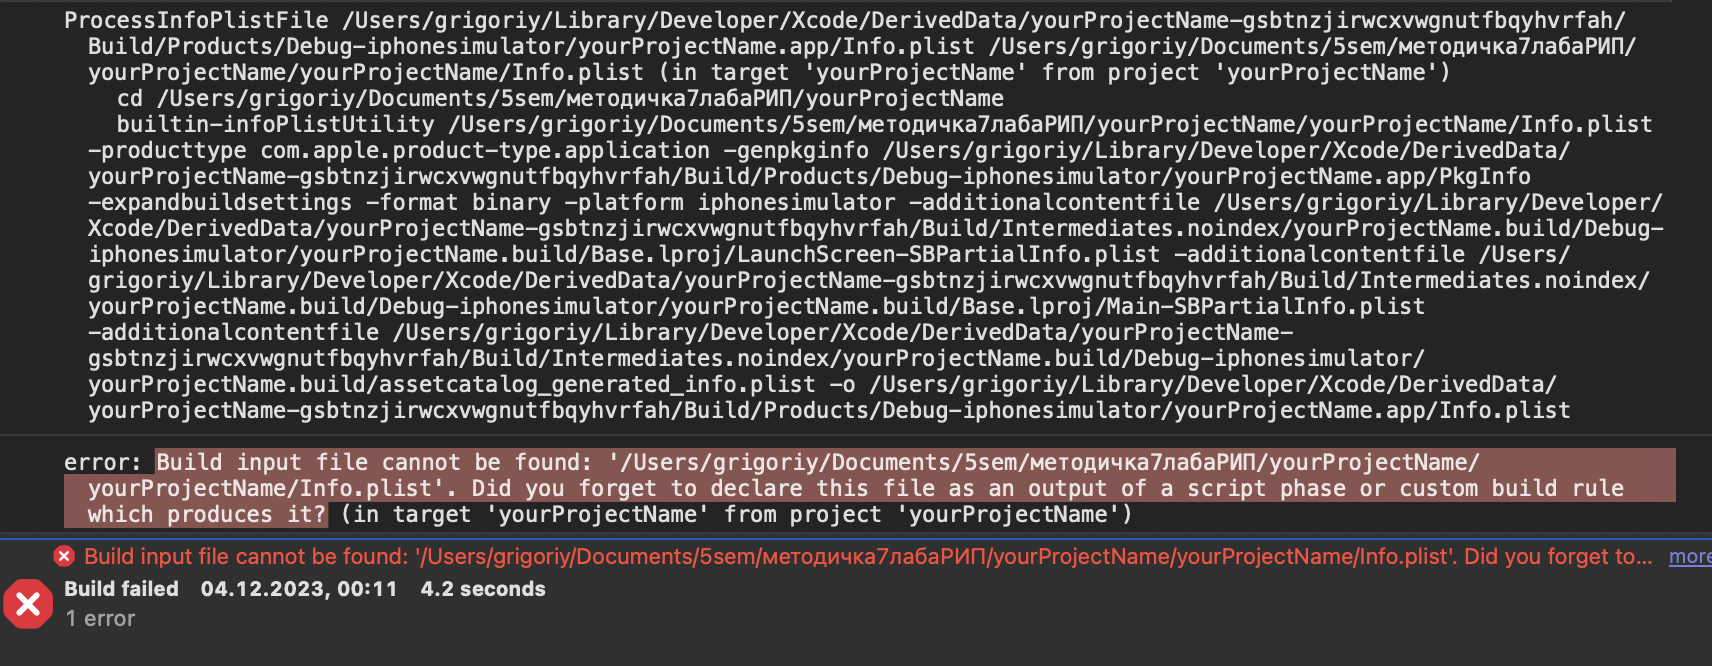 ProcessInfoPlistFile /Users/grigoriy/Library/Developer/Xcode/DerivedData/yourProjectName-gsbtnzjirwcxvwgnutfbqyhvrfah/
Build/Products/Debug-iphonesimulator/yourProjectName.app/Info.plist /Users/grigoriy/Documents/5sem/методичка7лабаРИП/
yourProjectName/yourProjectName/Info.plist (in target 'yourProjectName' from project 'yourProjectName')
cd /Users/grigoriy/Documents/5sem/методичка7лабаРИП/yourProjectName
builtin-infoPlistUtility /Users/grigoriy/Documents/5sem/методичка7лабаРИП/yourProjectName/yourProjectName/Info.plist
-producttype com.apple.product-type.application -genpkginfo /Users/grigoriy/Library/Developer/Xcode/DerivedData/
yourProjectName-gsbtnzjirwcxvwgnutfbqyhvrfah/Build/Products/Debug-iphonesimulator/yourProjectName.app/PkgInfo
-expandbuildsettings -format binary -platform iphonesimulator -additionalcontentfile /Users/grigoriy/Library/Developer/
Xcode/DerivedData/yourProjectName-gsbtnzjirwcxvwgnutfbqyhvrfah/Build/Intermediates.noindex/yourProjectName.build/Debug-
iphonesimulator/yourProjectName.build/Base.lproj/LaunchScreen-SBPartialInfo.plist -additionalcontentfile /Users/
grigoriy/Library/Developer/Xcode/DerivedData/yourProjectName-gsbtnzjirwcxvwgnutfbqyhvrfah/Build/Intermediates.noindex/
yourProjectName.build/Debug-iphonesimulator/yourProjectName.build/Base.lproj/Main-SBPartialInfo.plist
-additionalcontentfile /Users/grigoriy/Library/Developer/Xcode/DerivedData/yourProjectName-
gsbtnzjirwcxvwgnutfbqyhvrfah/Build/Intermediates.noindex/yourProjectName.build/Debug-iphonesimulator/
yourProjectName.build/assetcatalog_generated_info.plist -o /Users/grigoriy/Library/Developer/Xcode/DerivedData/
yourProjectName-gsbtnzjirwcxvwgnutfbqyhvrfah/Build/Products/Debug-iphonesimulator/yourProjectName.app/Info.plist
error: Build input file cannot be found: '/Users/grigoriy/Documents/5sem/методичка7лабаРИП/yourProjectName/
yourProjectName/Info.plist'. Did you forget to declare this file as an output of a script phase or custom build rule
which produces it? (in target 'yourProjectName' from project 'yourProjectName')
Build input file cannot be found: '/Users/grigoriy/Documents/5sem/методичка7лабаРИП/yourProjectName/yourProjectName/Info.plist'. Did you forget to... more
Build failed 04.12.2023, 00:11 4.2 seconds
1 error